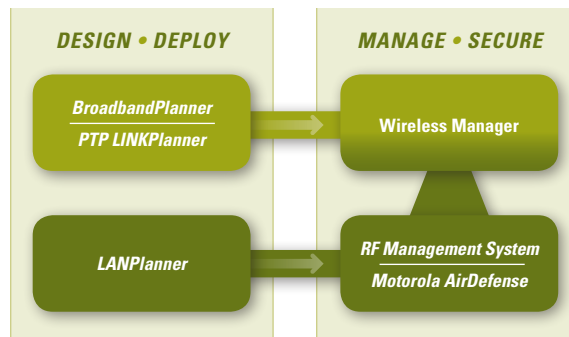 DESIGN • DEPLOY
BroadbandPlanner
PTP LINKPlanner
LANPlanner
MANAGE • SECURE
Wireless Manager
RF Management System
Motorola AirDefense